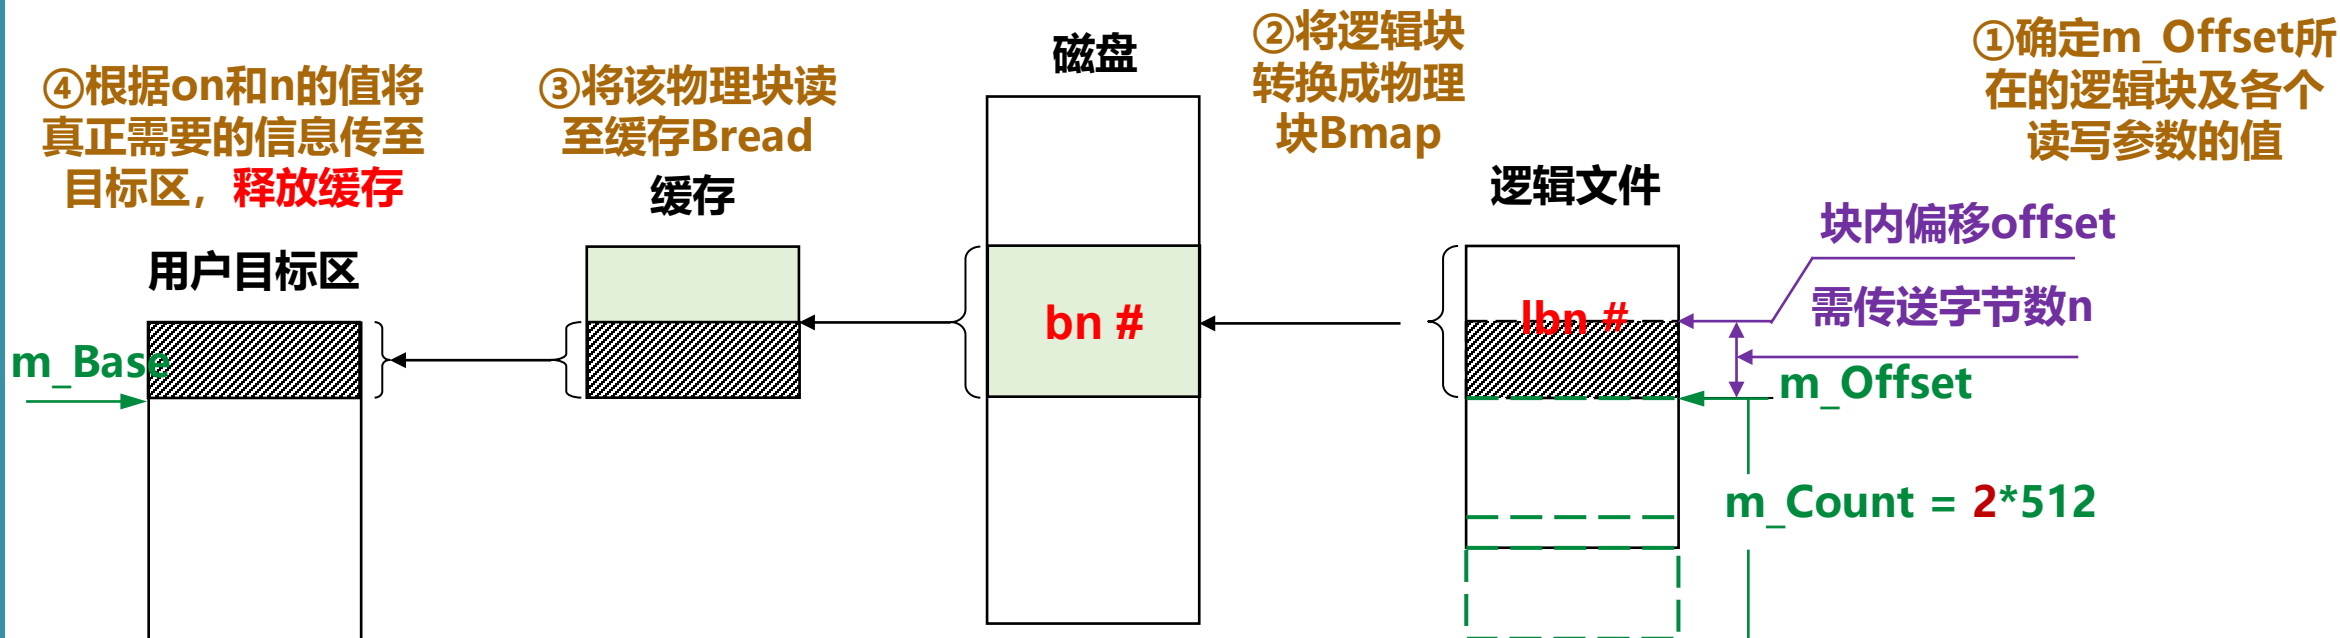 ④根据on和n的值将
真正需要的信息传至
目标区，释放缓存
③将该物理块读
至缓存Bread
磁盘
②将逻辑块
转换成物理
块Bmap
①确定m_Offset所
在的逻辑块及各个
读写参数的值
缓存
逻辑文件
用户目标区
块内偏移offset
需传送字节数n
bn #
lbn #
m_Base
m_Offset
m_Count = 2*512